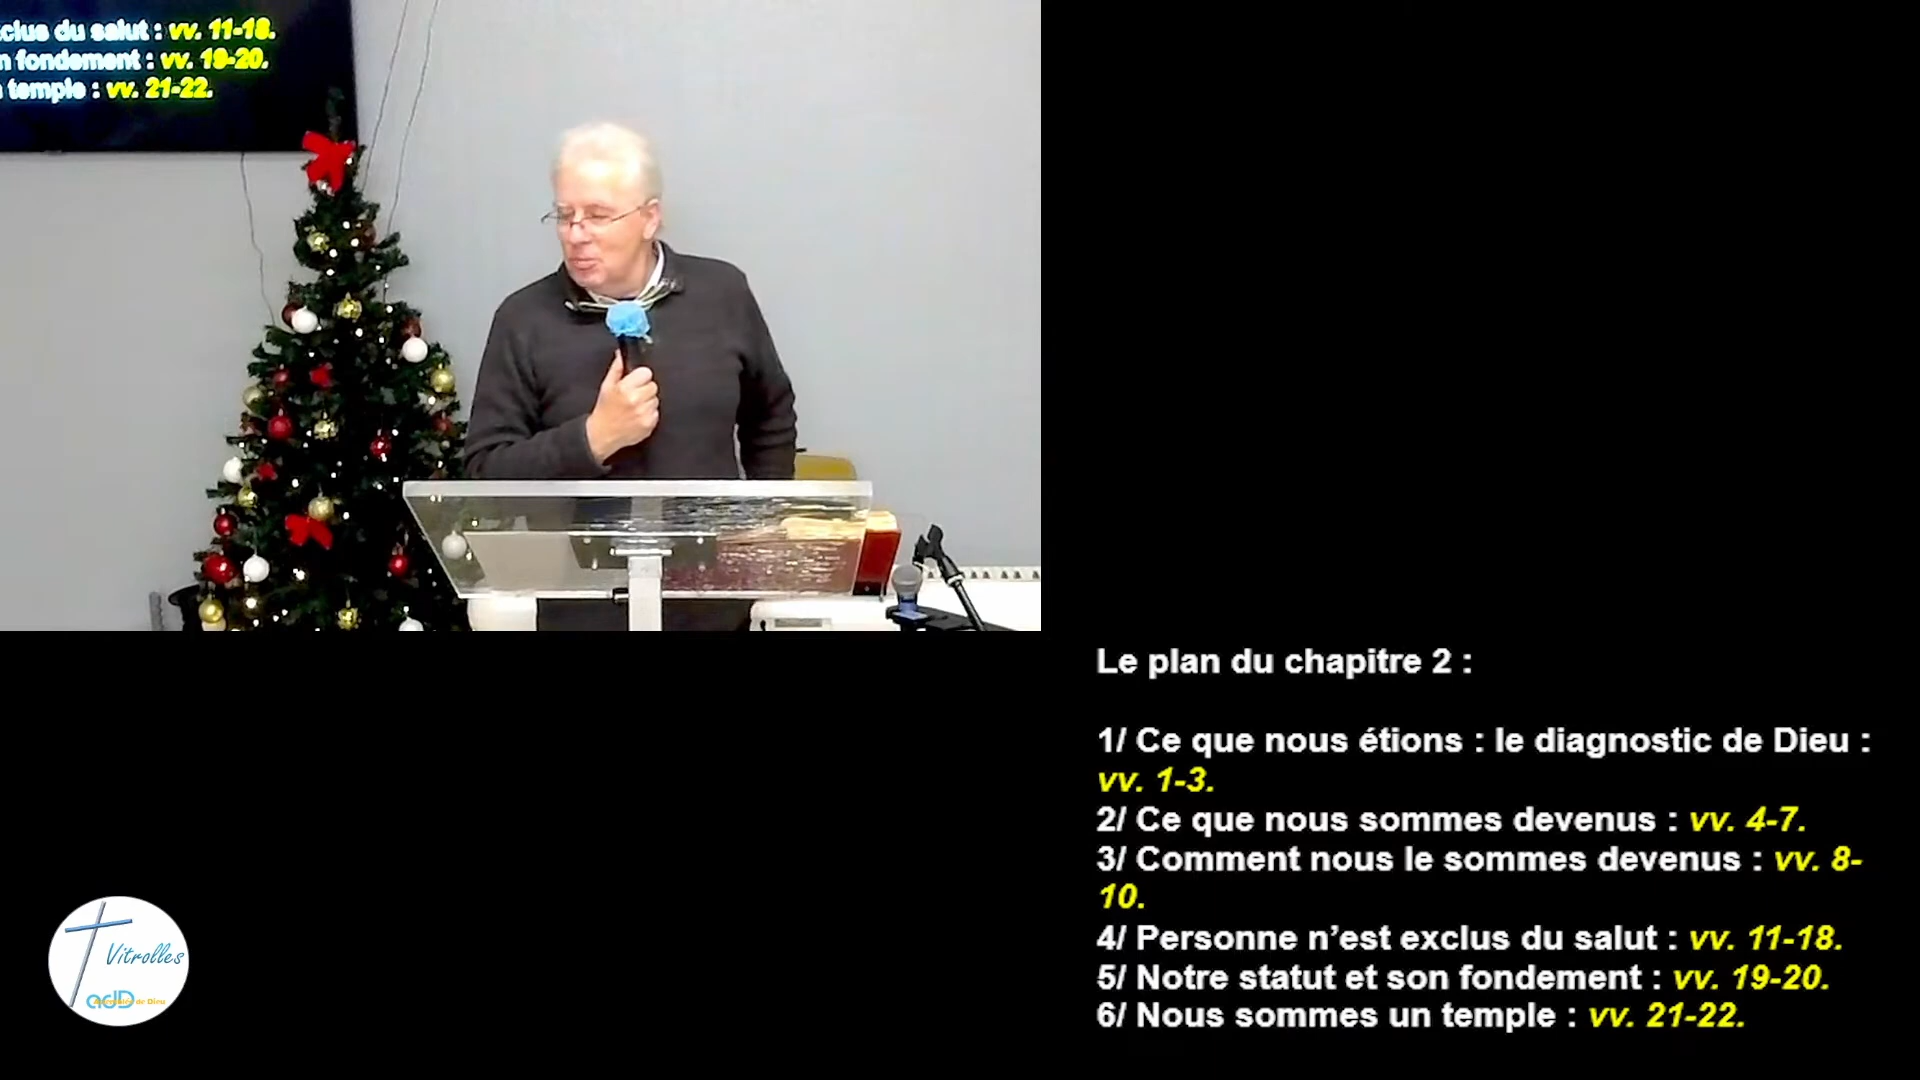 clus du salut : vv. 11-18.
n fondement : vv. 19-20.
temple : vv. 21-22.
Le plan du chapitre 2 :
1/ Ce que nous étions : le diagnostic de Dieu :
vv. 1-3.
2/ Ce que nous sommes devenus : vv. 4-7.
3/ Comment nous le sommes devenus : vv. 8-
10.
4/ Personne n’est exclus du salut : vv. 11-18.
5/ Notre statut et son fondement : vv. 19-20.
6/ Nous sommes un temple : vv. 21-22.
Vitrolles
de Dieu